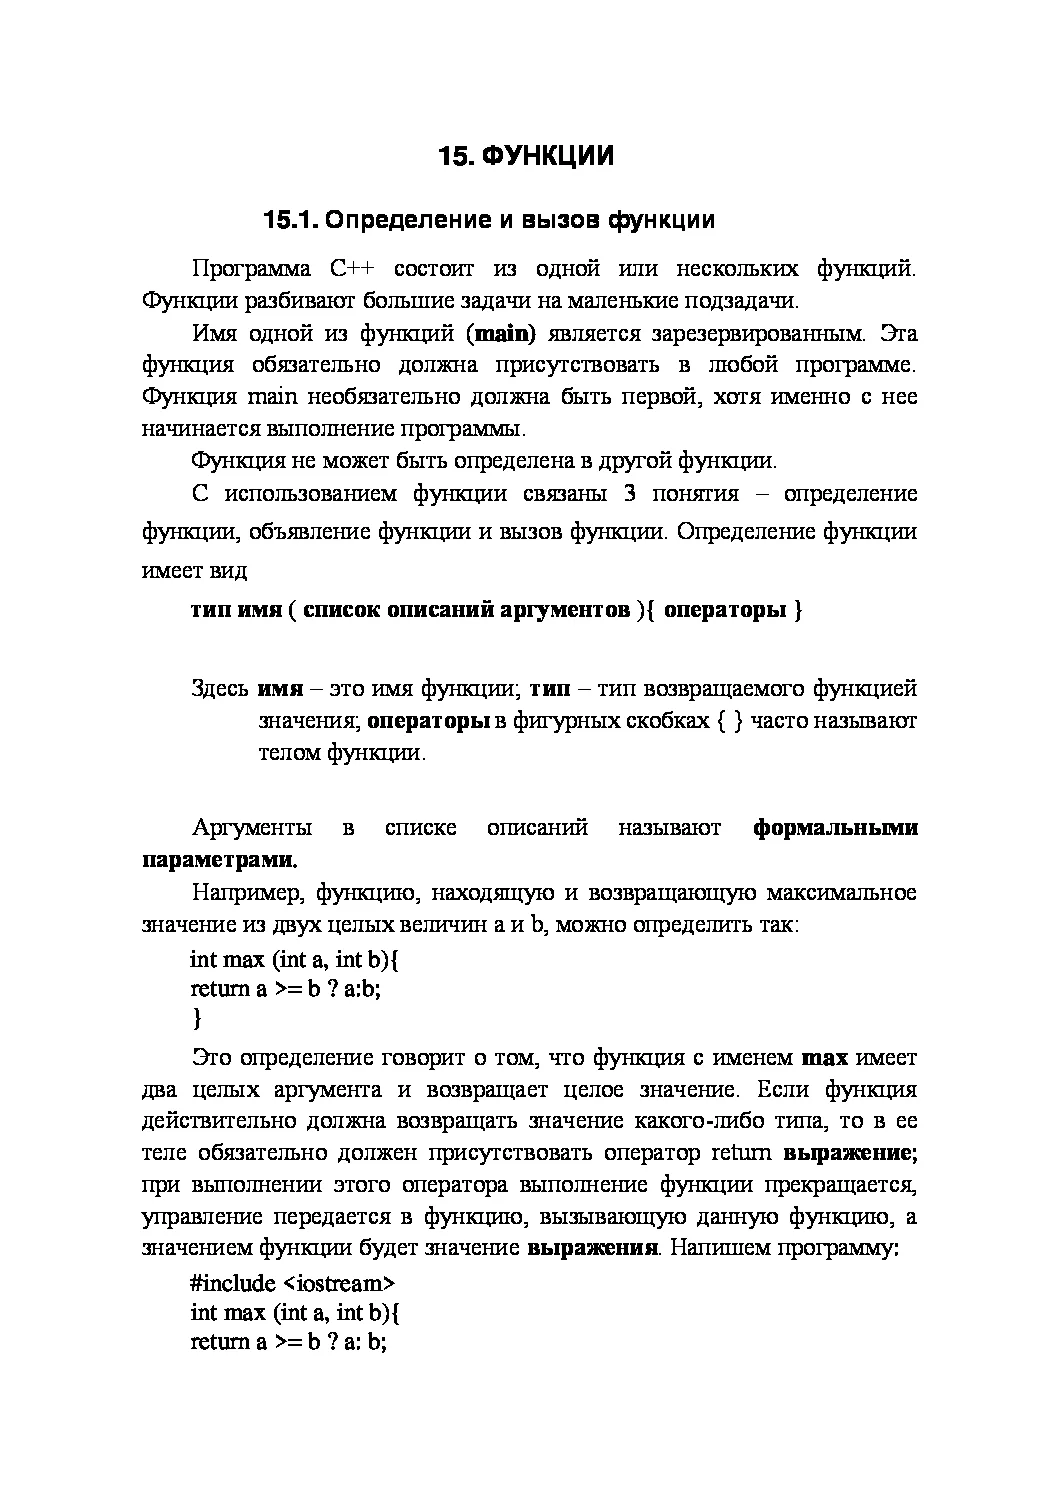 15. ФУНКЦИИ
15.1. Определение и вызов функции
Программа С++ состоит из одной или нескольких функций.
Функции разбивают большие задачи на маленькие подзадачи.
Имя одной из функций (main) является зарезервированным. Эта
функция обязательно должна присутствовать в любой программе.
Функция main необязательно должна быть первой, хотя именно с нее
начинается выполнение программы.
Функция не может быть определена в другой функции.
С использованием функции связаны 3 понятия – определение
функции, объявление функции и вызов функции. Определение функции
имеет вид
тип имя ( список описаний аргументов ){ операторы }
Здесь имя – это имя функции; тип – тип возвращаемого функцией
значения; операторы в фигурных скобках { } часто называют
телом функции.
Аргументы в списке описаний называют формальными
параметрами.
Например, функцию, находящую и возвращающую максимальное
значение из двух целых величин a и b, можно определить так:
int max (int a, int b){
return a >= b ? a:b;
}
Это определение говорит о том, что функция с именем max имеет
два целых аргумента и возвращает целое значение. Если функция
действительно должна возвращать значение какого-либо типа, то в ее
теле обязательно должен присутствовать оператор return выражение;
при выполнении этого оператора выполнение функции прекращается,
управление передается в функцию, вызывающую данную функцию, а
значением функции будет значение выражения. Напишем программу:
#include <iostream>
int max (int a, int b){
return a >= b ? a: b;